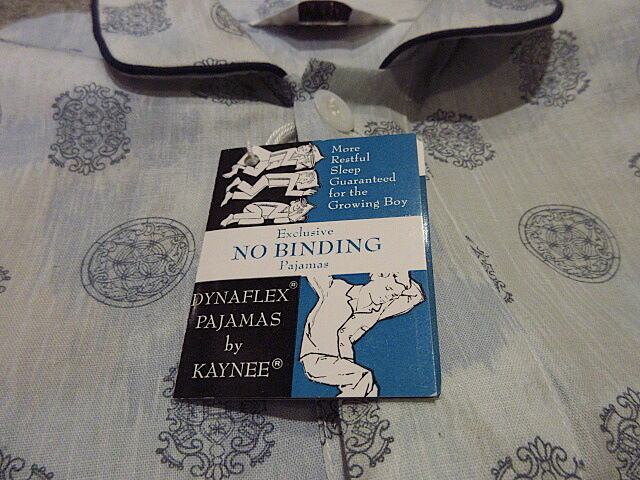 More
Restful
Sleep
Guaranteed
for the
Growing Boy
Exclusive
NO BINDING
Pajamas
DYNAFLEX®
PAJAMAS
by
KAYNEE®